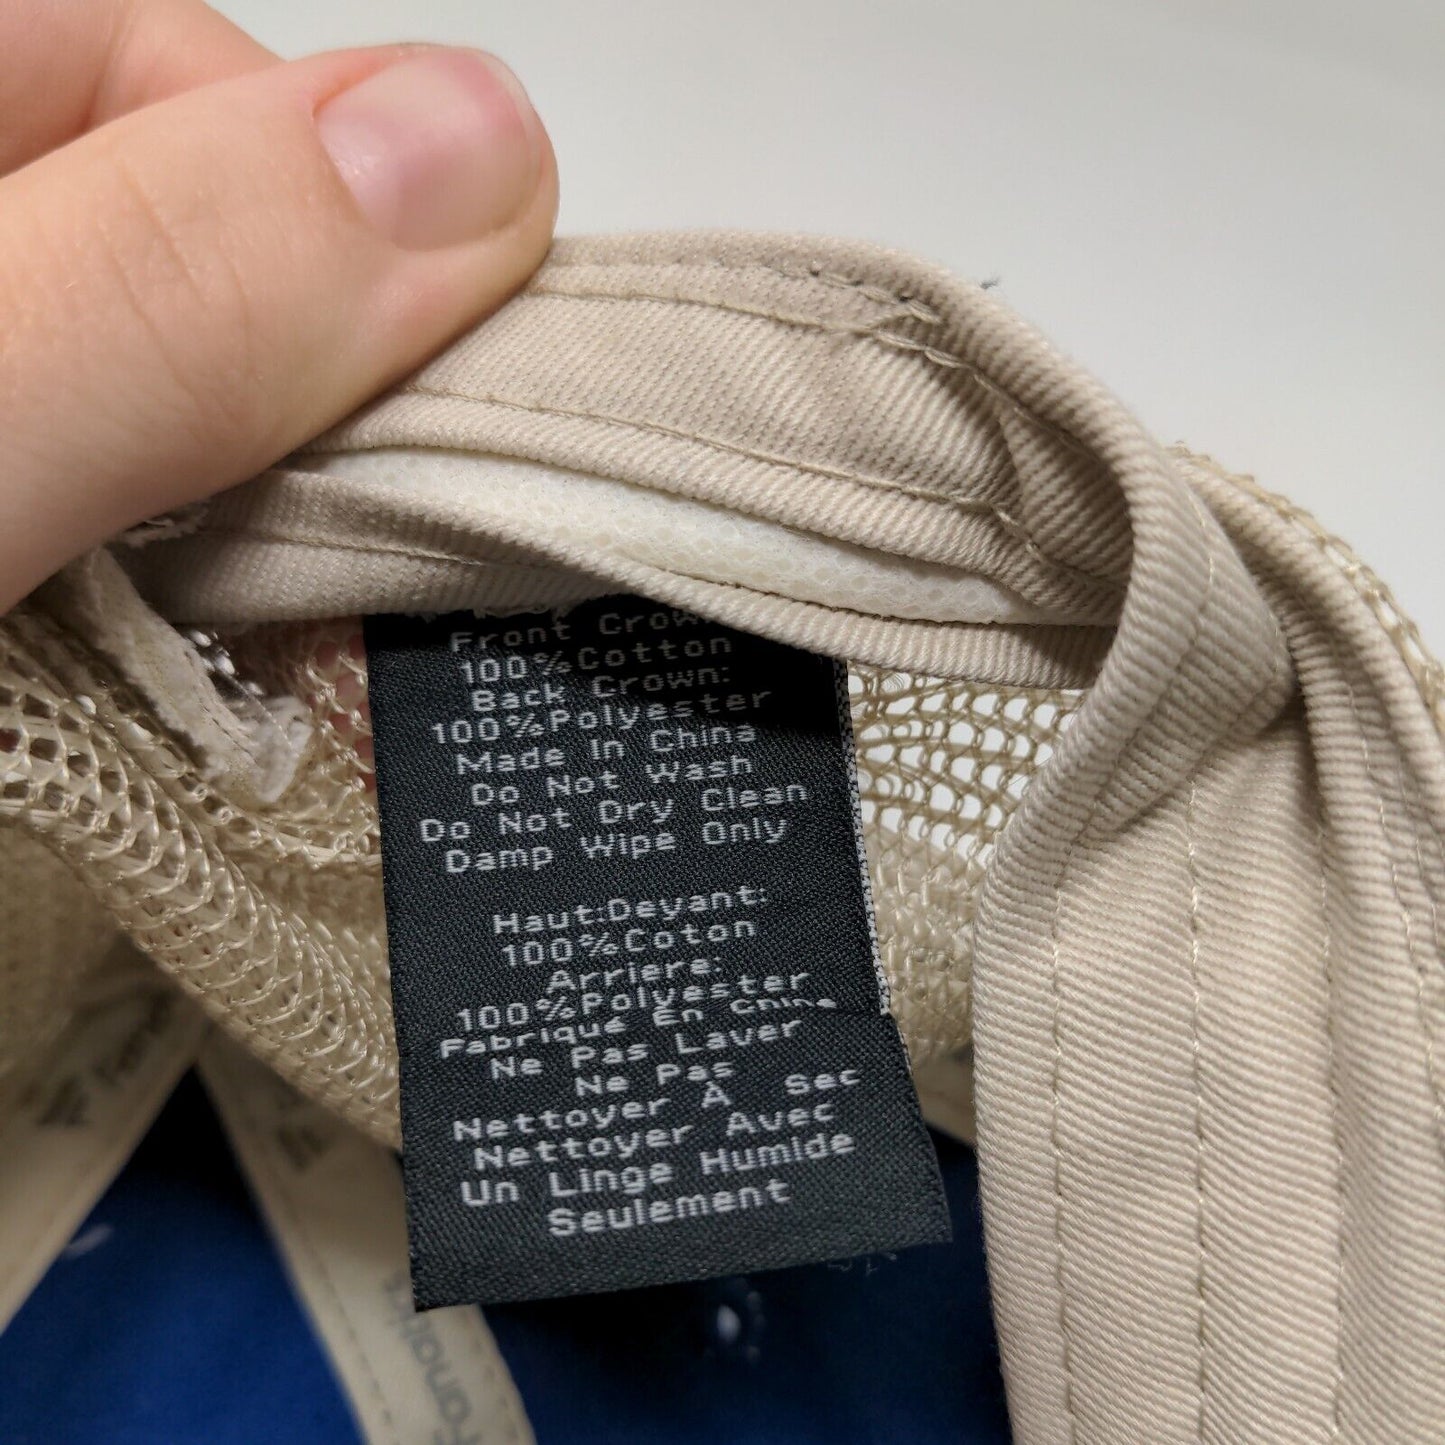 Front Crown
100%Cotton
Back Crown:
100%Polyester
Made In China
Do Not Wash
Do Not Dry Clean
Damp Wipe Only
Haut:Devant:
100%Coton
Arriere:
100%Polyester
Fabriqué En China
Ne Pas Laver
Ne Pas
Nettoyer À Sec
Nettoyer Avec
Un Linge Humide
Seulement